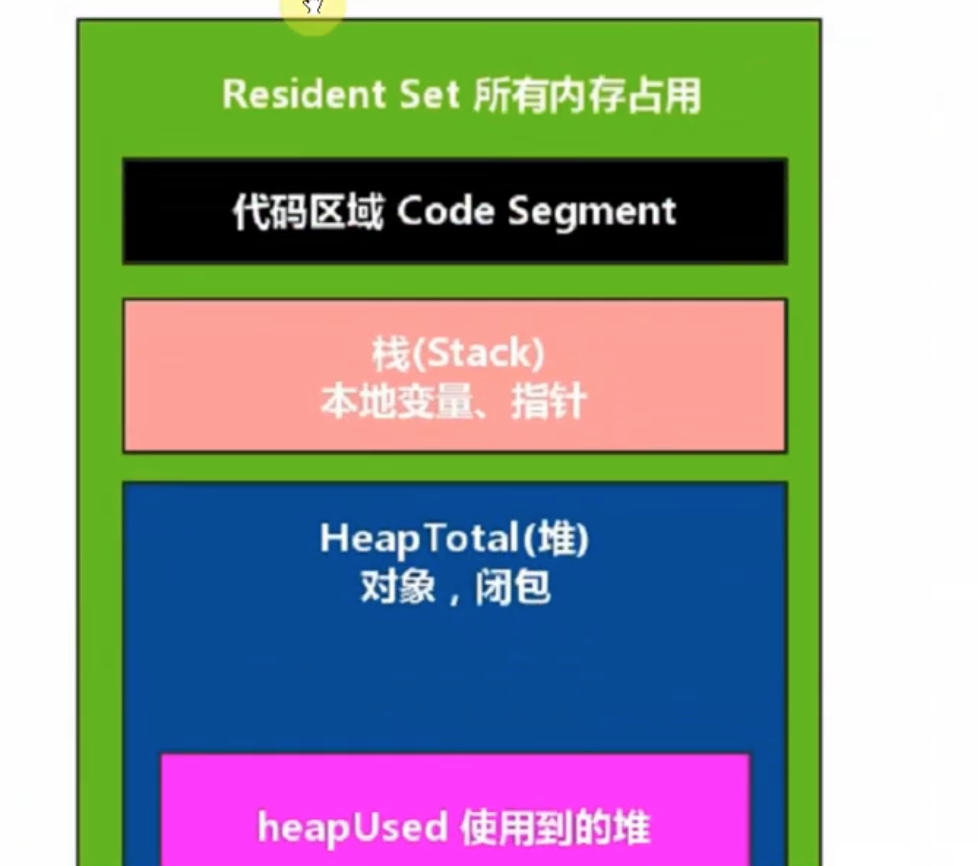 Resident Set 所有内存占用
代码区域 Code Segment
栈(Stack)
本地变量、指针
HeapTotal(堆)
对象，闭包
heapUsed 使用到的堆